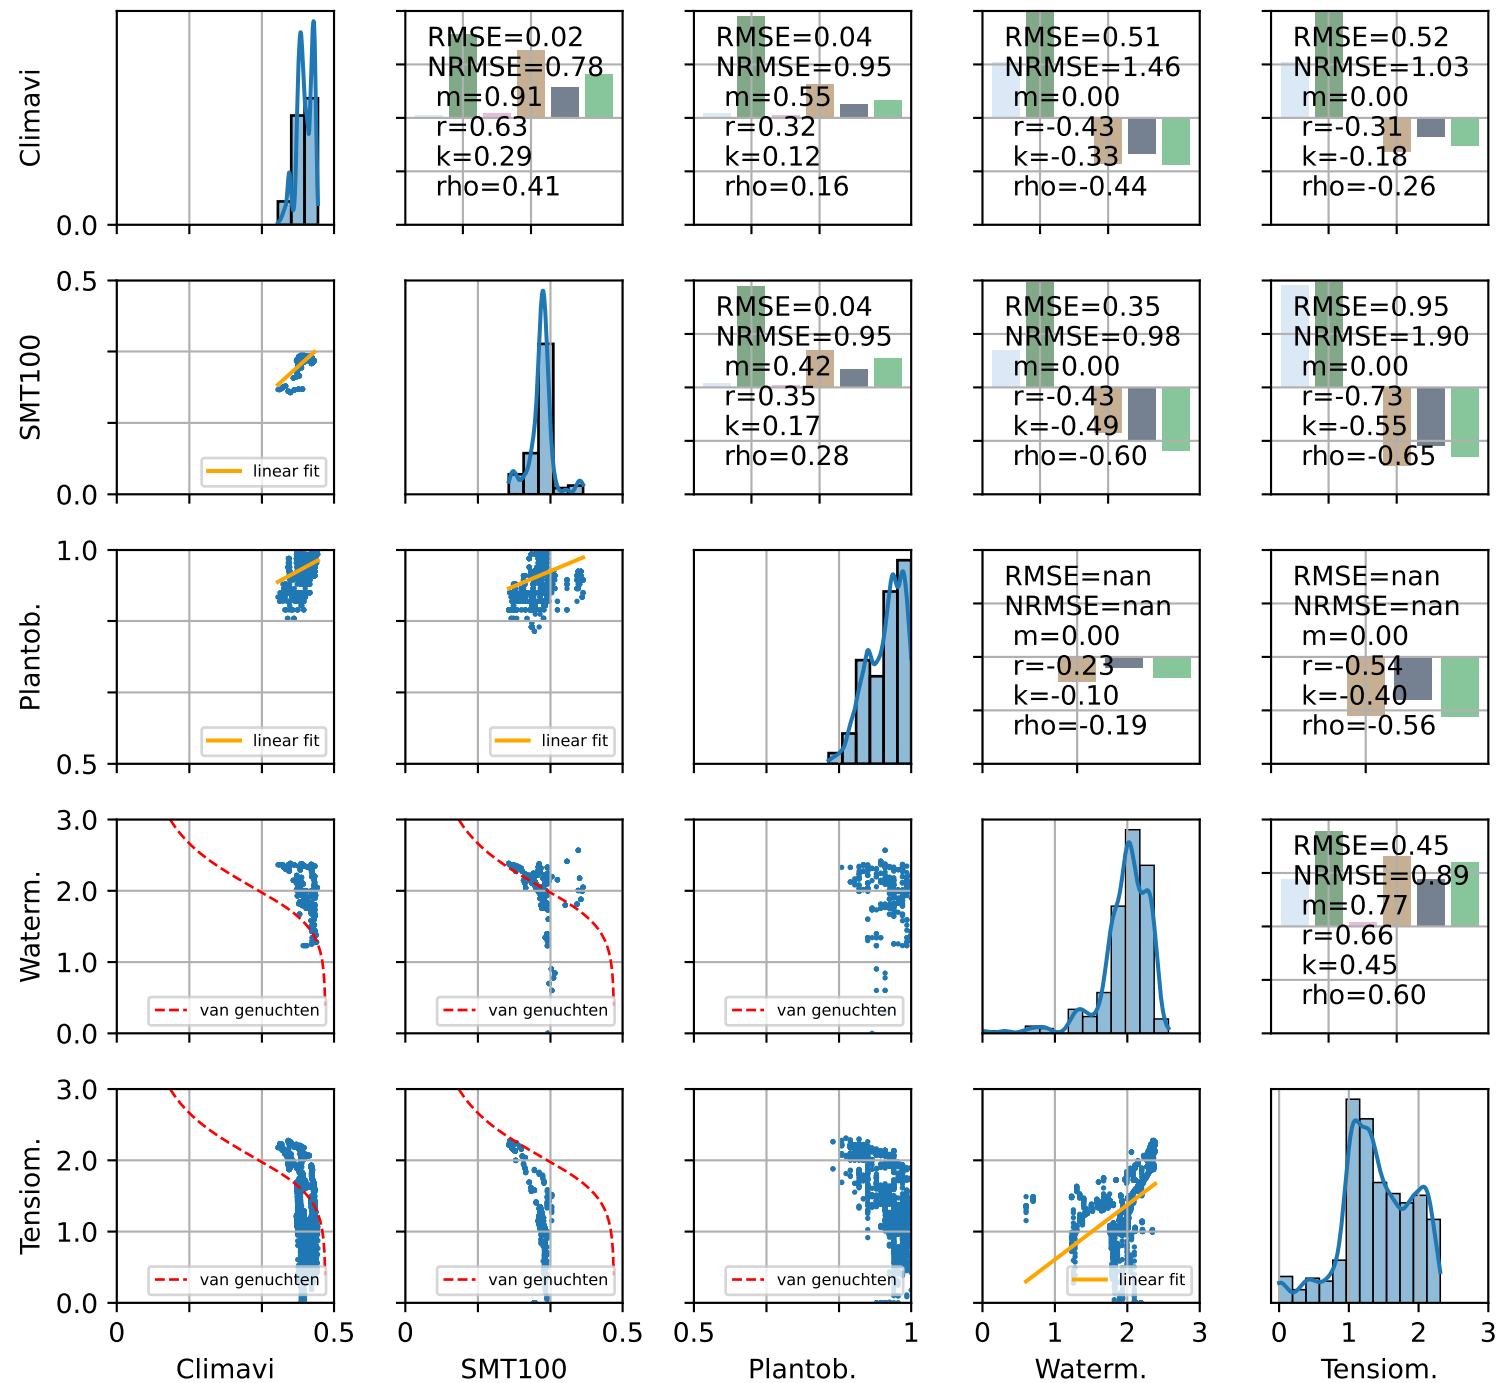 Climavi
0.0
RMSE=0.02
NRMSE=0.78
m=0.91
r=0.63
k=0.29
rho=0.41
RMSE=0.04
NRMSE=0.95
m=0.55
r=0.32
k=0.12
rho=0.16
RMSE=0.51
NRMSE=1.46
m=0.00
r=-0.43
k=-0.33
rho=-0.44
RMSE=0.52
NRMSE=1.03
m=0.00
r=-0.31
k=-0.18
rho=-0.26
SMT100
0.5
0.0
linear fit
RMSE=0.04
NRMSE=0.95
m=0.42
r=0.35
k=0.17
rho=0.28
RMSE=0.35
NRMSE=0.98
m=0.00
r=-0.43
k=-0.49
rho=-0.60
RMSE=0.95
NRMSE=1.90
m=0.00
r=-0.73
k=-0.55
rho=-0.65
Plantob.
1.0
0.5
linear fit
linear fit
RMSE=nan
NRMSE=nan
m=0.00
r=-0.23
k=-0.10
rho=-0.19
RMSE=nan
NRMSE=nan
m=0.00
r=-0.54
k=-0.40
rho=-0.56
Waterm.
3.0
2.0
1.0
0.0
van genuchten
van genuchten
van genuchten
RMSE=0.45
NRMSE=0.89
m=0.77
r=0.66
k=0.45
rho=0.60
Tensiom.
3.0
2.0
1.0
0.0
van genuchten
van genuchten
van genuchten
linear fit
0 0.5
0 0.5
0.5 1
0 1 2 3
0 1 2 3
Climavi
SMT100
Plantob.
Waterm.
Tensiom.